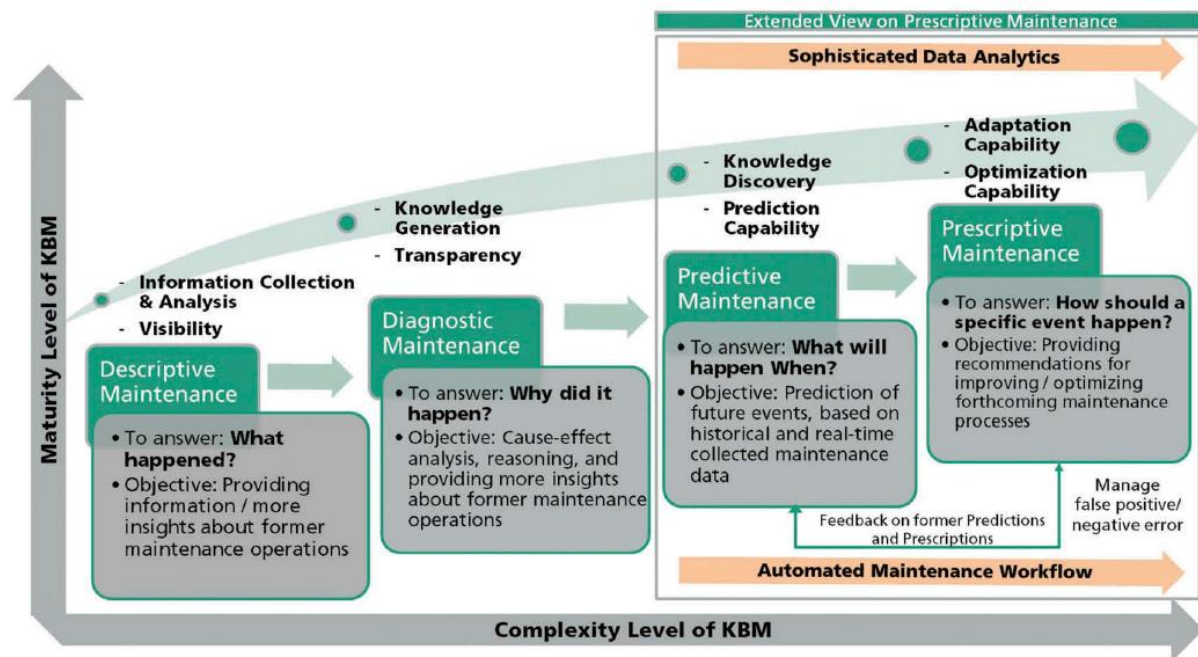 Extended View on Prescriptive Maintenance
Sophisticated Data Analytics
- Adaptation
Capability
- Optimization
Capability
- Knowledge
Discovery
- Prediction
Capability
- Knowledge
Generation
- Transparency
- Information Collection
& Analysis
- Visibility
Maturity Level of KBM
Descriptive
Maintenance
• To answer: What
happened?
• Objective: Providing
information / more
insights about former
maintenance operations
Diagnostic
Maintenance
• To answer: Why did it
happen?
• Objective: Cause-effect
analysis, reasoning, and
providing more insights
about former maintenance
operations
Predictive
Maintenance
• To answer: What will
happen When?
• Objective: Prediction of
future events, based on
historical and real-time
collected maintenance
data
Prescriptive
Maintenance
• To answer: How should a
specific event happen?
• Objective: Providing
recommendations for
improving / optimizing
forthcoming maintenance
processes
Feedback on former Predictions
and Prescriptions
Manage
false positive/
negative error
Automated Maintenance Workflow
Complexity Level of KBM